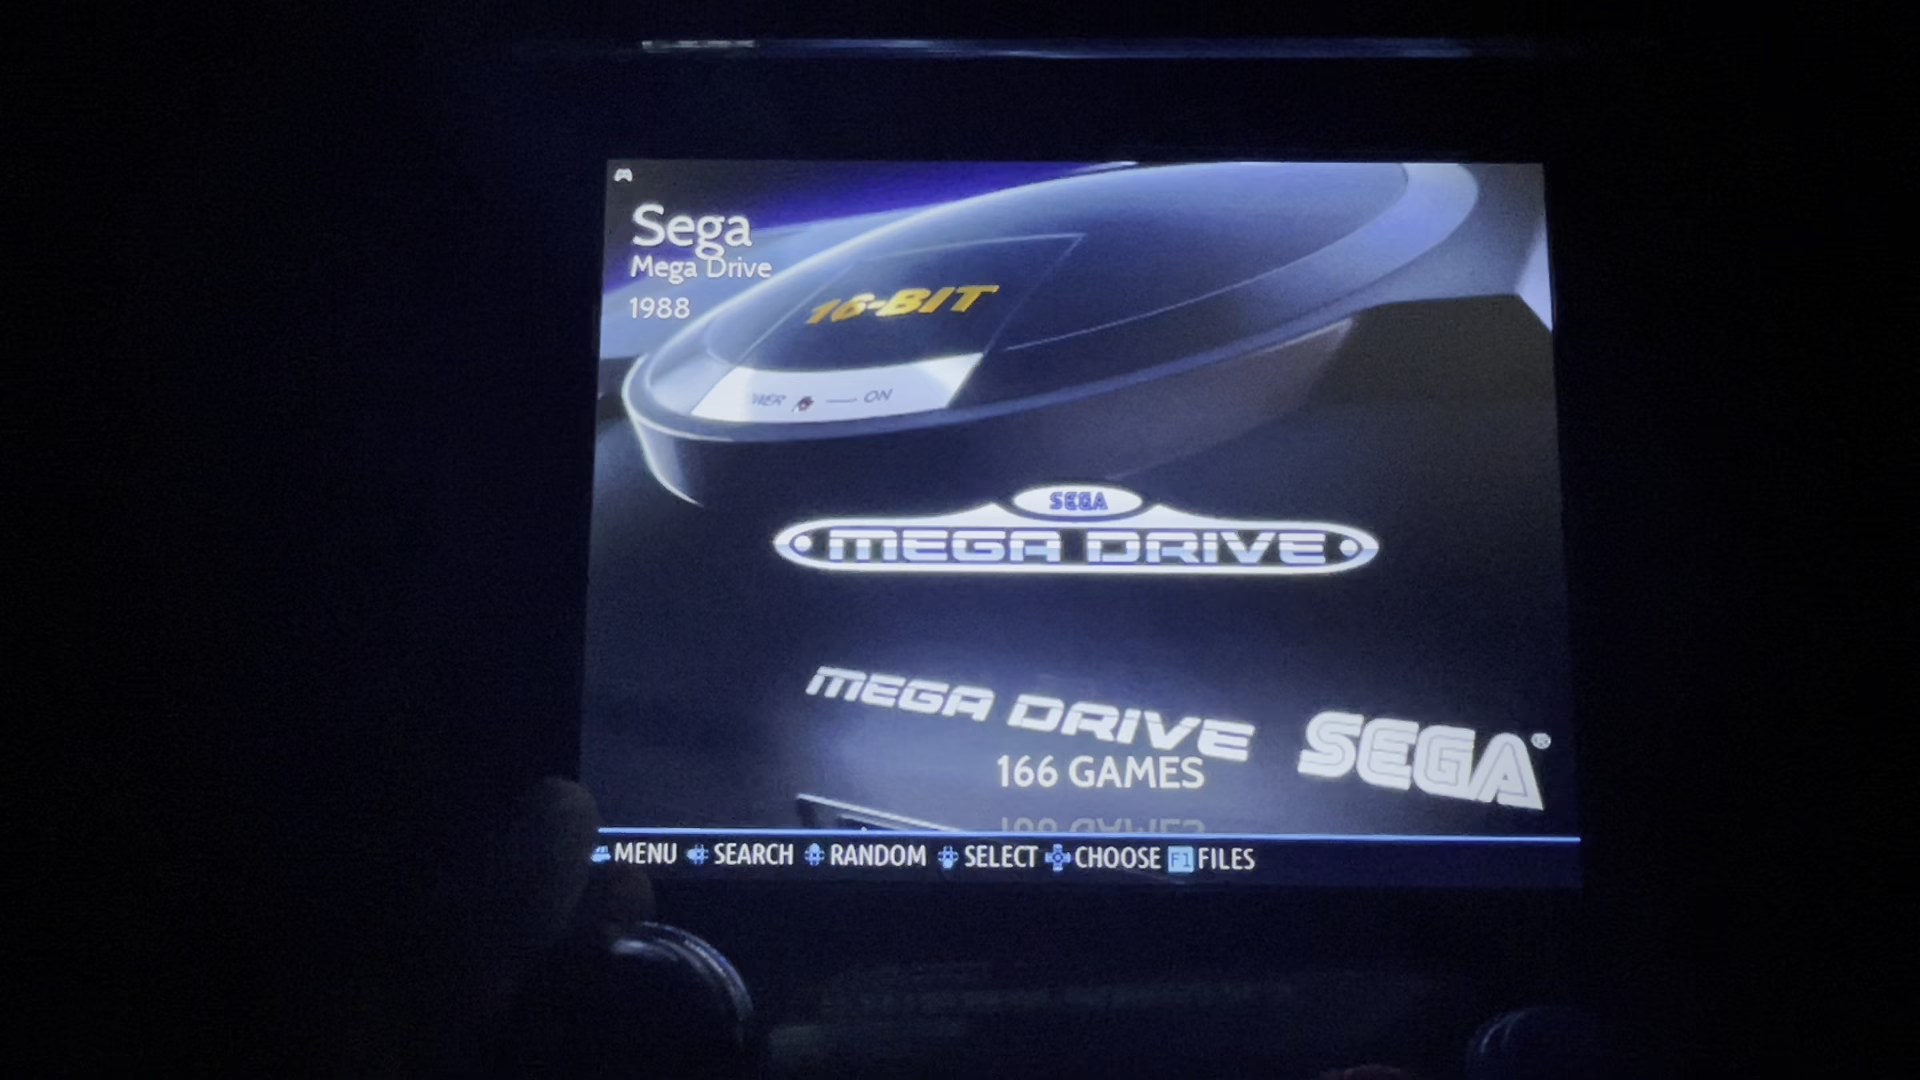 Sega
Mega Drive
1988
16-BIT
ON
SEGA
MEGA DRIVE
MEGA DRIVE
SEGA®
166 GAMES
MENU SEARCH RANDOM SELECT CHOOSE F1 FILES